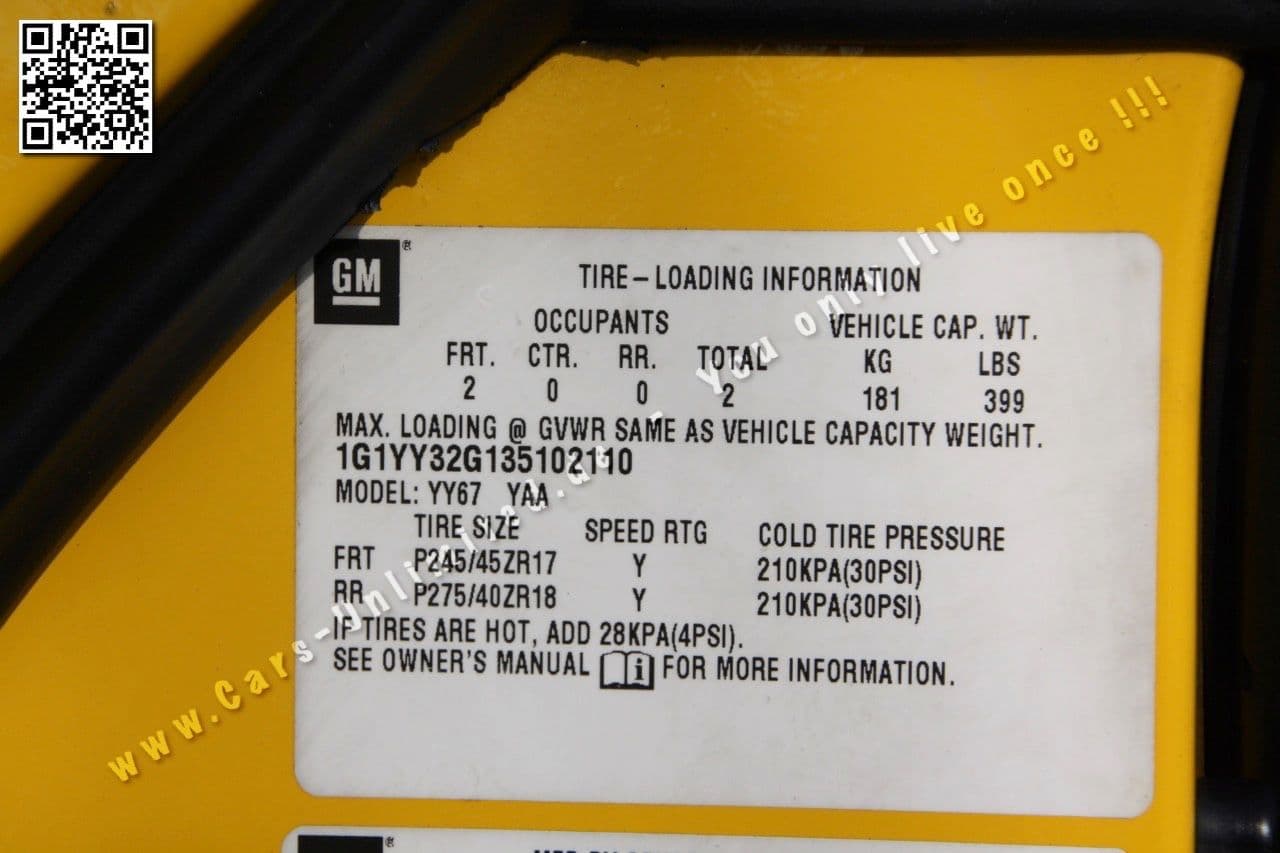 GM ®
TIRE–LOADING INFORMATION
OCCUPANTS VEHICLE CAP. WT.
FRT. CTR. RR. TOTAL KG LBS
2 0 0 2 181 399
MAX. LOADING @ GVWR SAME AS VEHICLE CAPACITY WEIGHT.
1G1YY32G135102110
MODEL: YY67 YAA
TIRE SIZE SPEED RTG COLD TIRE PRESSURE
FRT P245/45ZR17 Y 210KPA(30PSI)
RR P275/40ZR18 Y 210KPA(30PSI)
IF TIRES ARE HOT, ADD 28KPA(4PSI).
SEE OWNER'S MANUAL i FOR MORE INFORMATION.
www.Cars-Unlimited.de - You only live once !!!